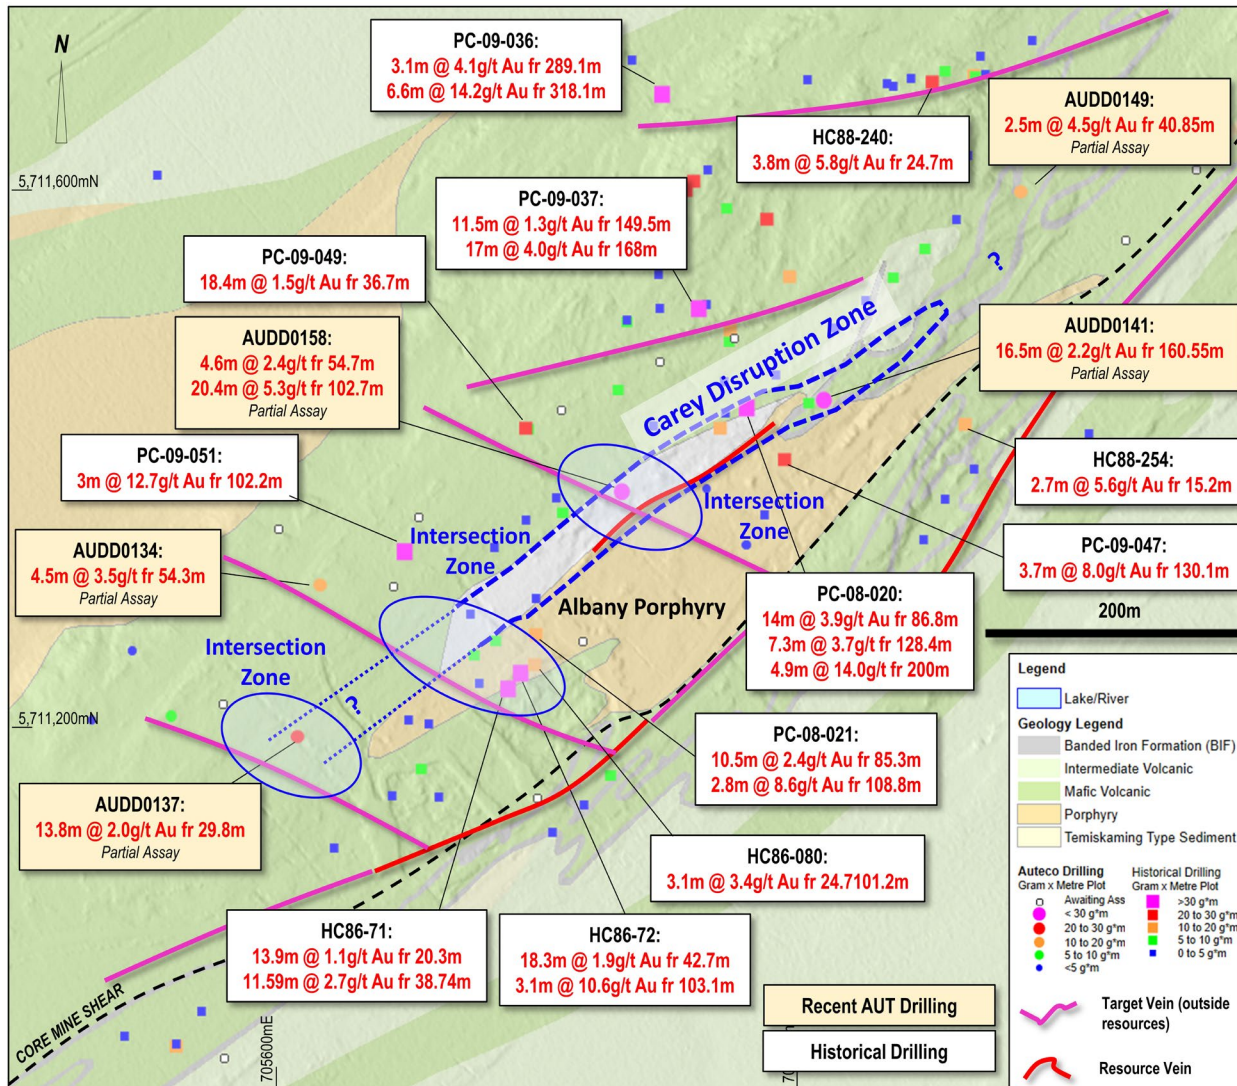 N
PC-09-036:
3.1m @ 4.1g/t Au fr 289.1m
6.6m @ 14.2g/t Au fr 318.1m
AUDD0149:
2.5m @ 4.5g/t Au fr 40.85m
Partial Assay
HC88-240:
3.8m @ 5.8g/t Au fr 24.7m
5,711,600mN
PC-09-037:
11.5m @ 1.3g/t Au fr 149.5m
17m @ 4.0g/t Au fr 168m
PC-09-049:
18.4m @ 1.5g/t Au fr 36.7m
?
AUDD0158:
4.6m @ 2.4g/t fr 54.7m
20.4m @ 5.3g/t fr 102.7m
Partial Assay
Carey Disruption Zone
AUDD0141:
16.5m @ 2.2g/t Au fr 160.55m
Partial Assay
PC-09-051:
3m @ 12.7g/t Au fr 102.2m
HC88-254:
2.7m @ 5.6g/t Au fr 15.2m
Intersection
Zone
Intersection
Zone
AUDD0134:
4.5m @ 3.5g/t fr 54.3m
Partial Assay
PC-09-047:
3.7m @ 8.0g/t Au fr 130.1m
Albany Porphyry
PC-08-020:
14m @ 3.9g/t Au fr 86.8m
7.3m @ 3.7g/t fr 128.4m
4.9m @ 14.0g/t fr 200m
200m
Intersection
Zone
?
5,711,200mN
PC-08-021:
10.5m @ 2.4g/t Au fr 85.3m
2.8m @ 8.6g/t Au fr 108.8m
AUDD0137:
13.8m @ 2.0g/t Au fr 29.8m
Partial Assay
HC86-080:
3.1m @ 3.4g/t Au fr 24.7101.2m
HC86-71:
13.9m @ 1.1g/t Au fr 20.3m
11.59m @ 2.7g/t Au fr 38.74m
HC86-72:
18.3m @ 1.9g/t Au fr 42.7m
3.1m @ 10.6g/t Au fr 103.1m
CORE MINE SHEAR
705600mE
Recent AUT Drilling
Historical Drilling
Legend
Lake/River
Geology Legend
Banded Iron Formation (BIF)
Intermediate Volcanic
Mafic Volcanic
Porphyry
Temiskaming Type Sediment
Auteco Drilling
Gram x Metre Plot
Awaiting Ass
< 30 g*m
20 to 30 g*m
10 to 20 g*m
5 to 10 g*m
<5 g*m
Historical Drilling
Gram x Metre Plot
>30 g*m
20 to 30 g*m
10 to 20 g*m
5 to 10 g*m
0 to 5 g*m
Target Vein (outside
resources)
Resource Vein